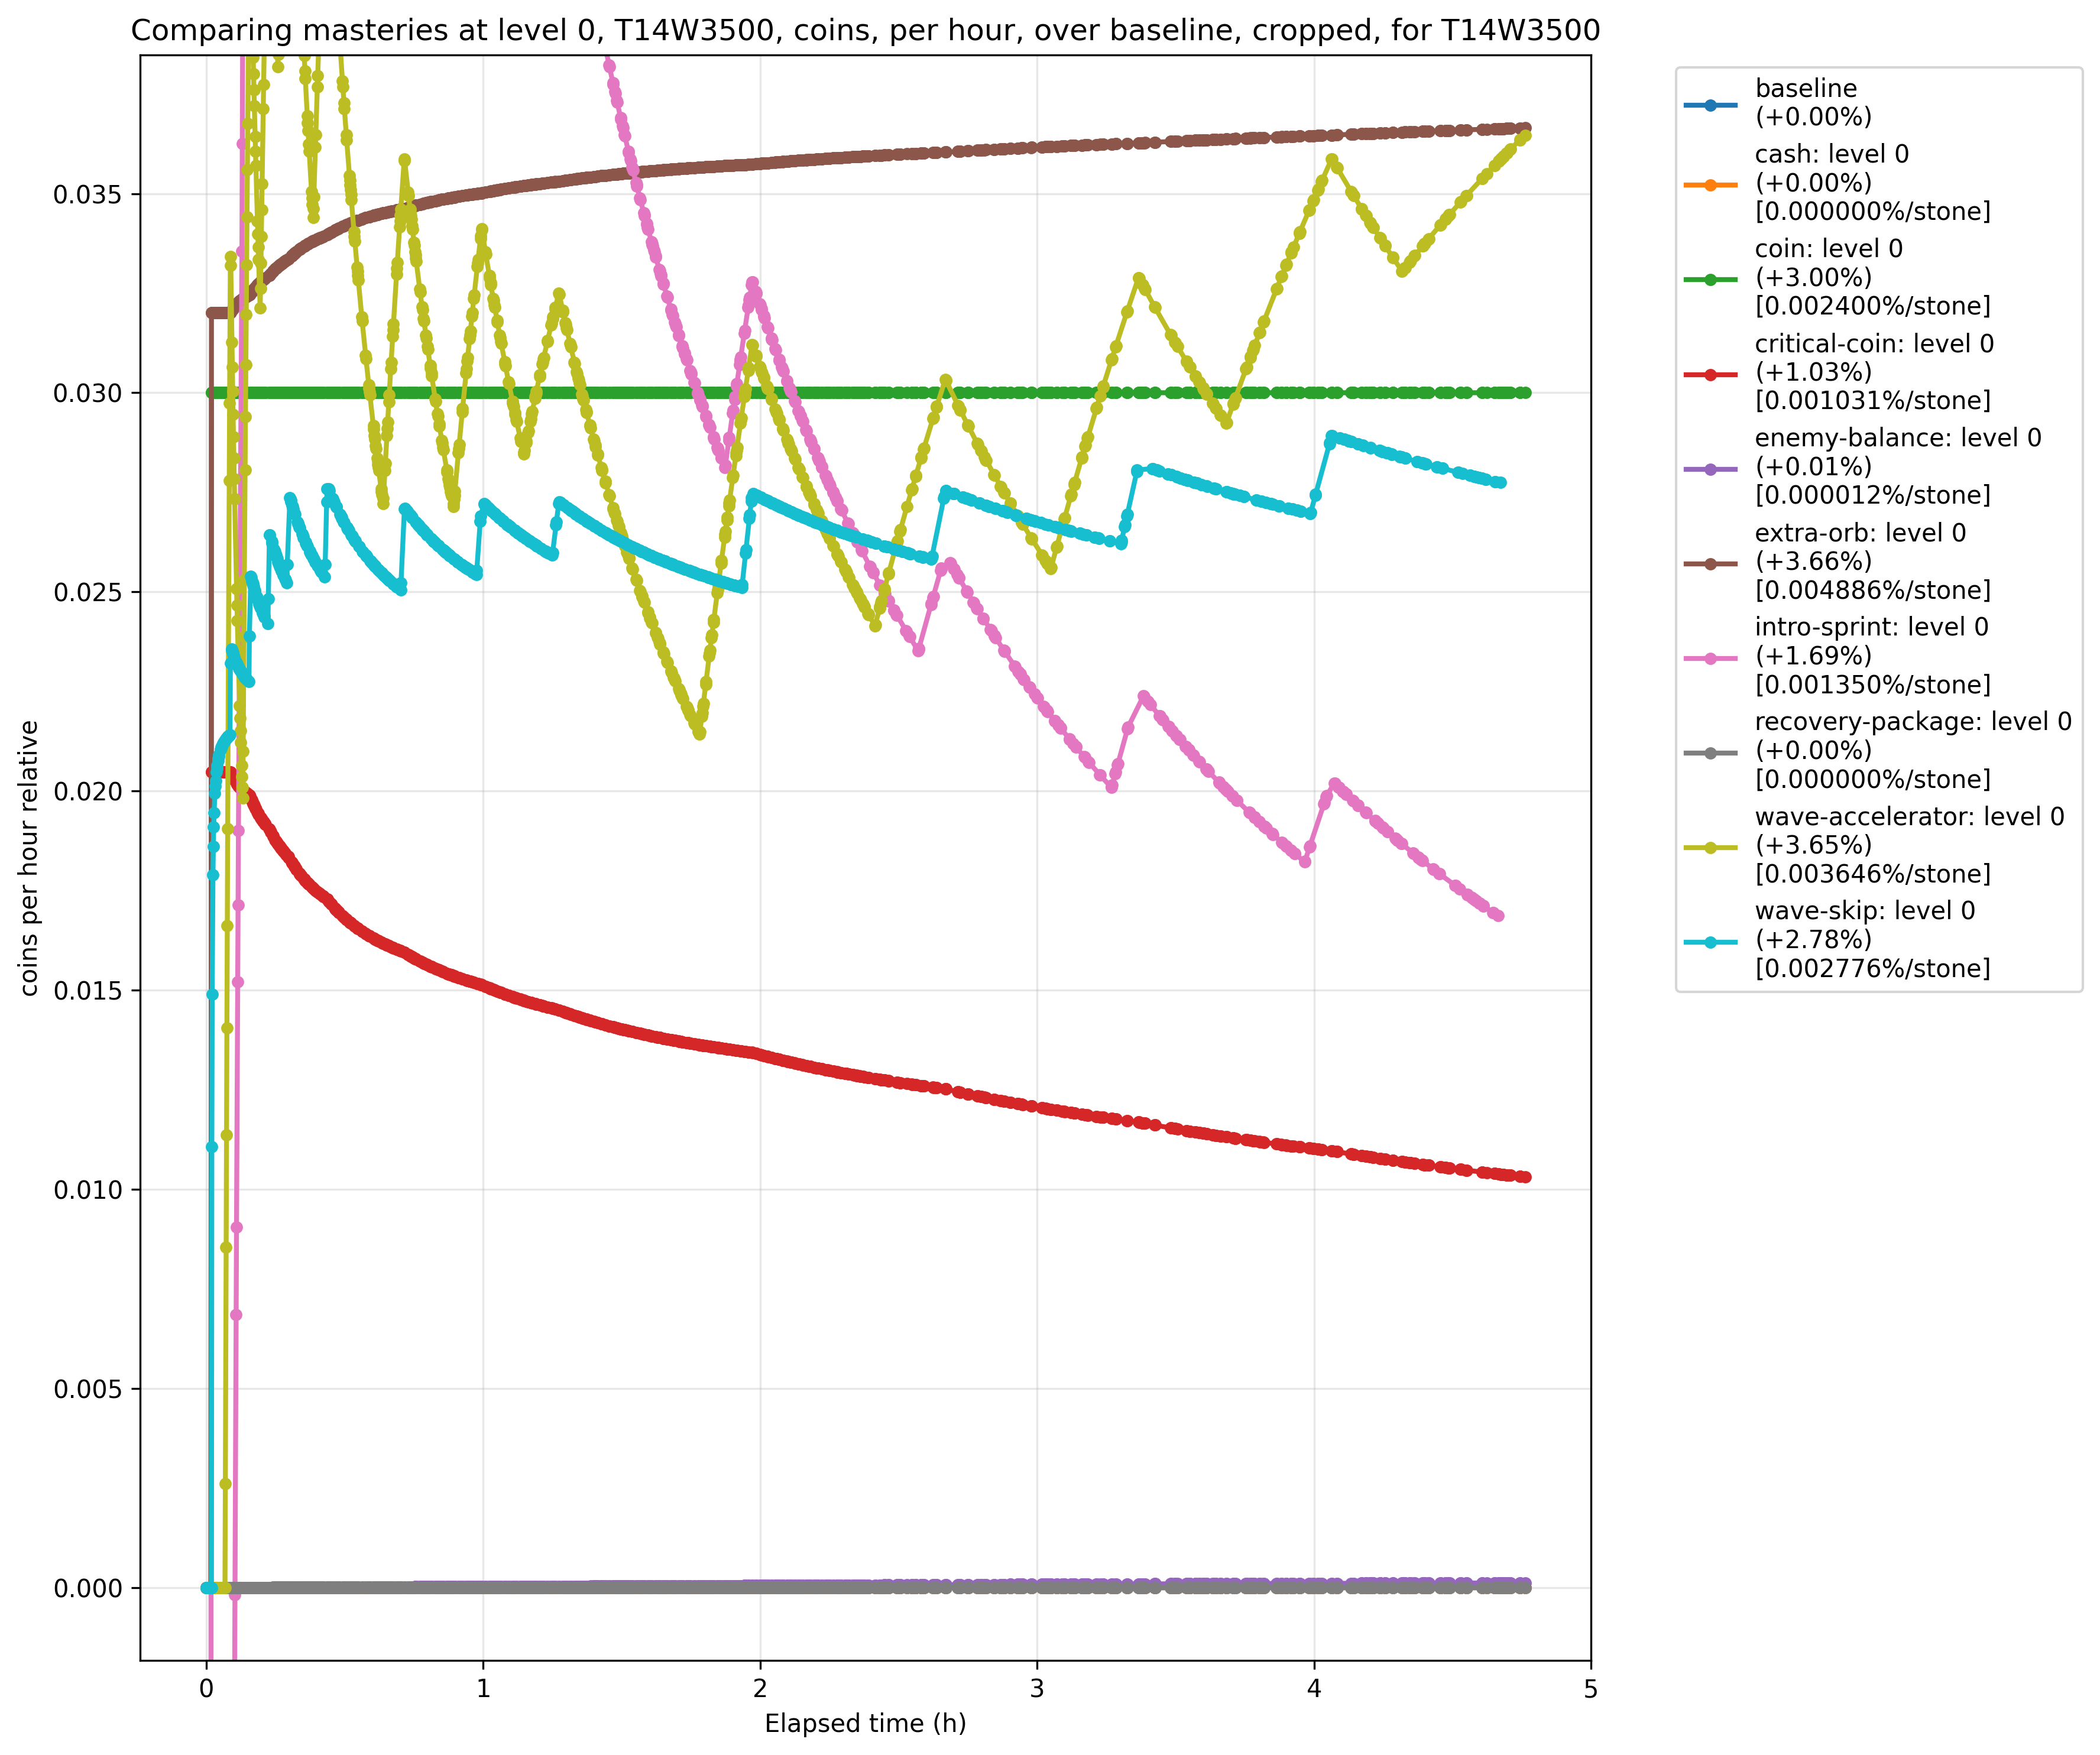 Comparing masteries at level 0, T14W3500, coins, per hour, over baseline, cropped, for T14W3500
coins per hour relative
0.035
0.030
0.025
0.020
0.015
0.010
0.005
0.000
0
1
2
3
4
5
Elapsed time (h)
baseline
(+0.00%)
cash: level 0
(+0.00%)
[0.000000%/stone]
coin: level 0
(+3.00%)
[0.002400%/stone]
critical-coin: level 0
(+1.03%)
[0.001031%/stone]
enemy-balance: level 0
(+0.01%)
[0.000012%/stone]
extra-orb: level 0
(+3.66%)
[0.004886%/stone]
intro-sprint: level 0
(+1.69%)
[0.001350%/stone]
recovery-package: level 0
(+0.00%)
[0.000000%/stone]
wave-accelerator: level 0
(+3.65%)
[0.003646%/stone]
wave-skip: level 0
(+2.78%)
[0.002776%/stone]